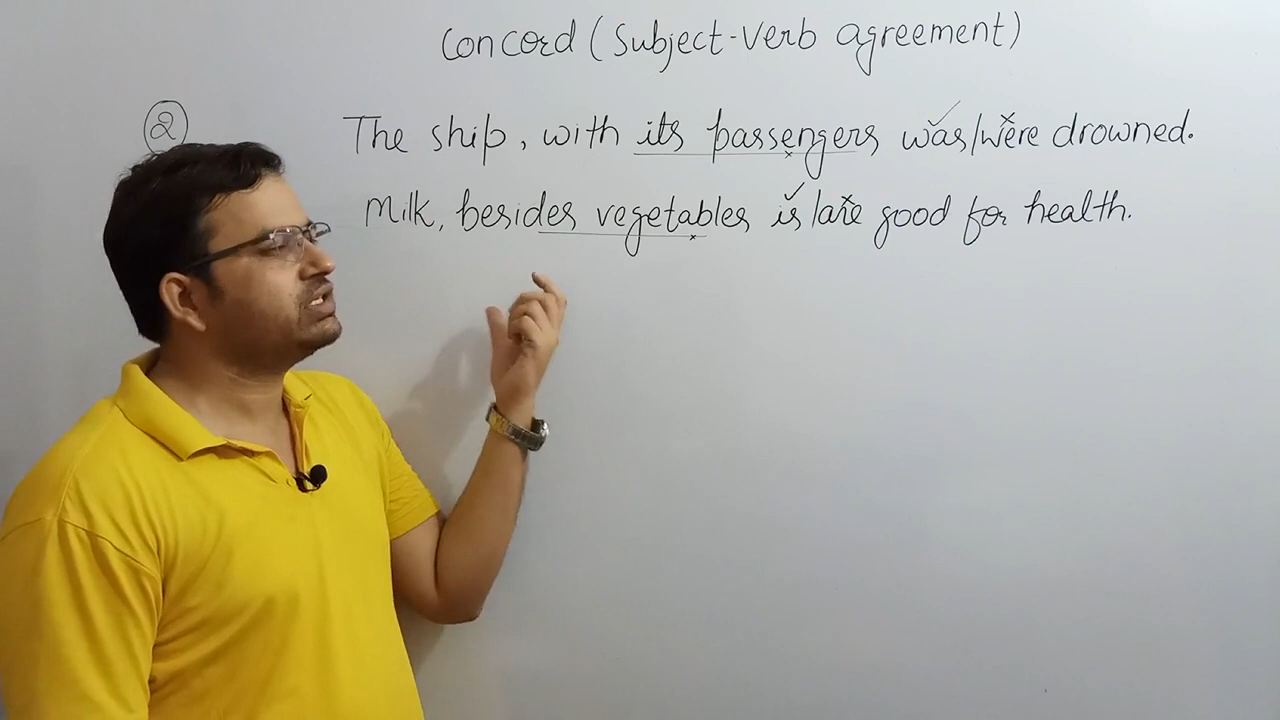 Concord (Subject-Verb agreement)
2 The ship, with its passengers was/were drowned.
Milk, besides vegetables is/are good for health.